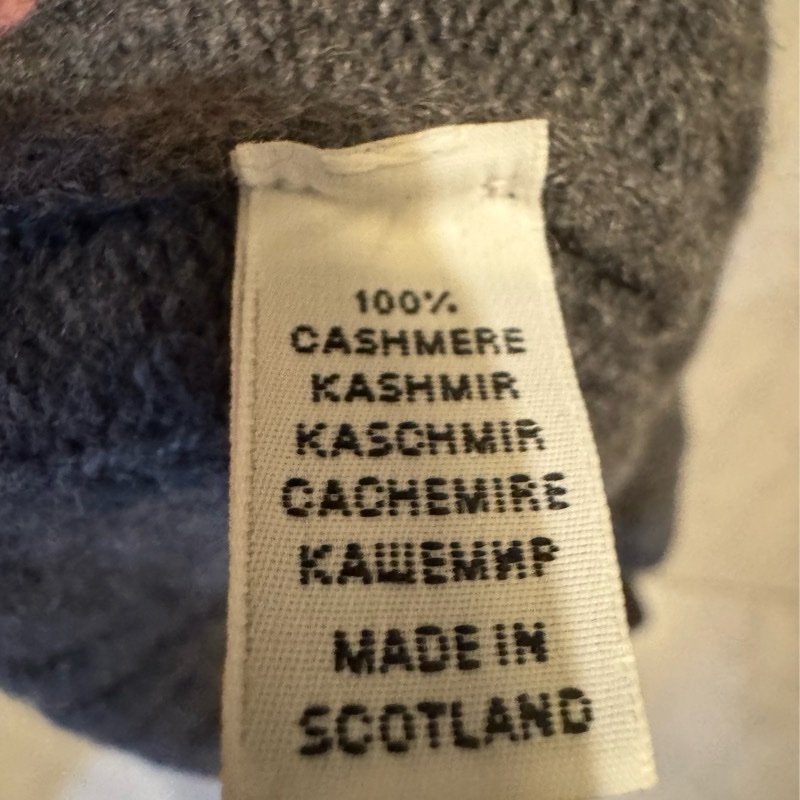 100%
CASHMERE
KASHMIR
KASCHMIR
CACHEMIRE
КАШЕМИР
MADE IN
SCOTLAND